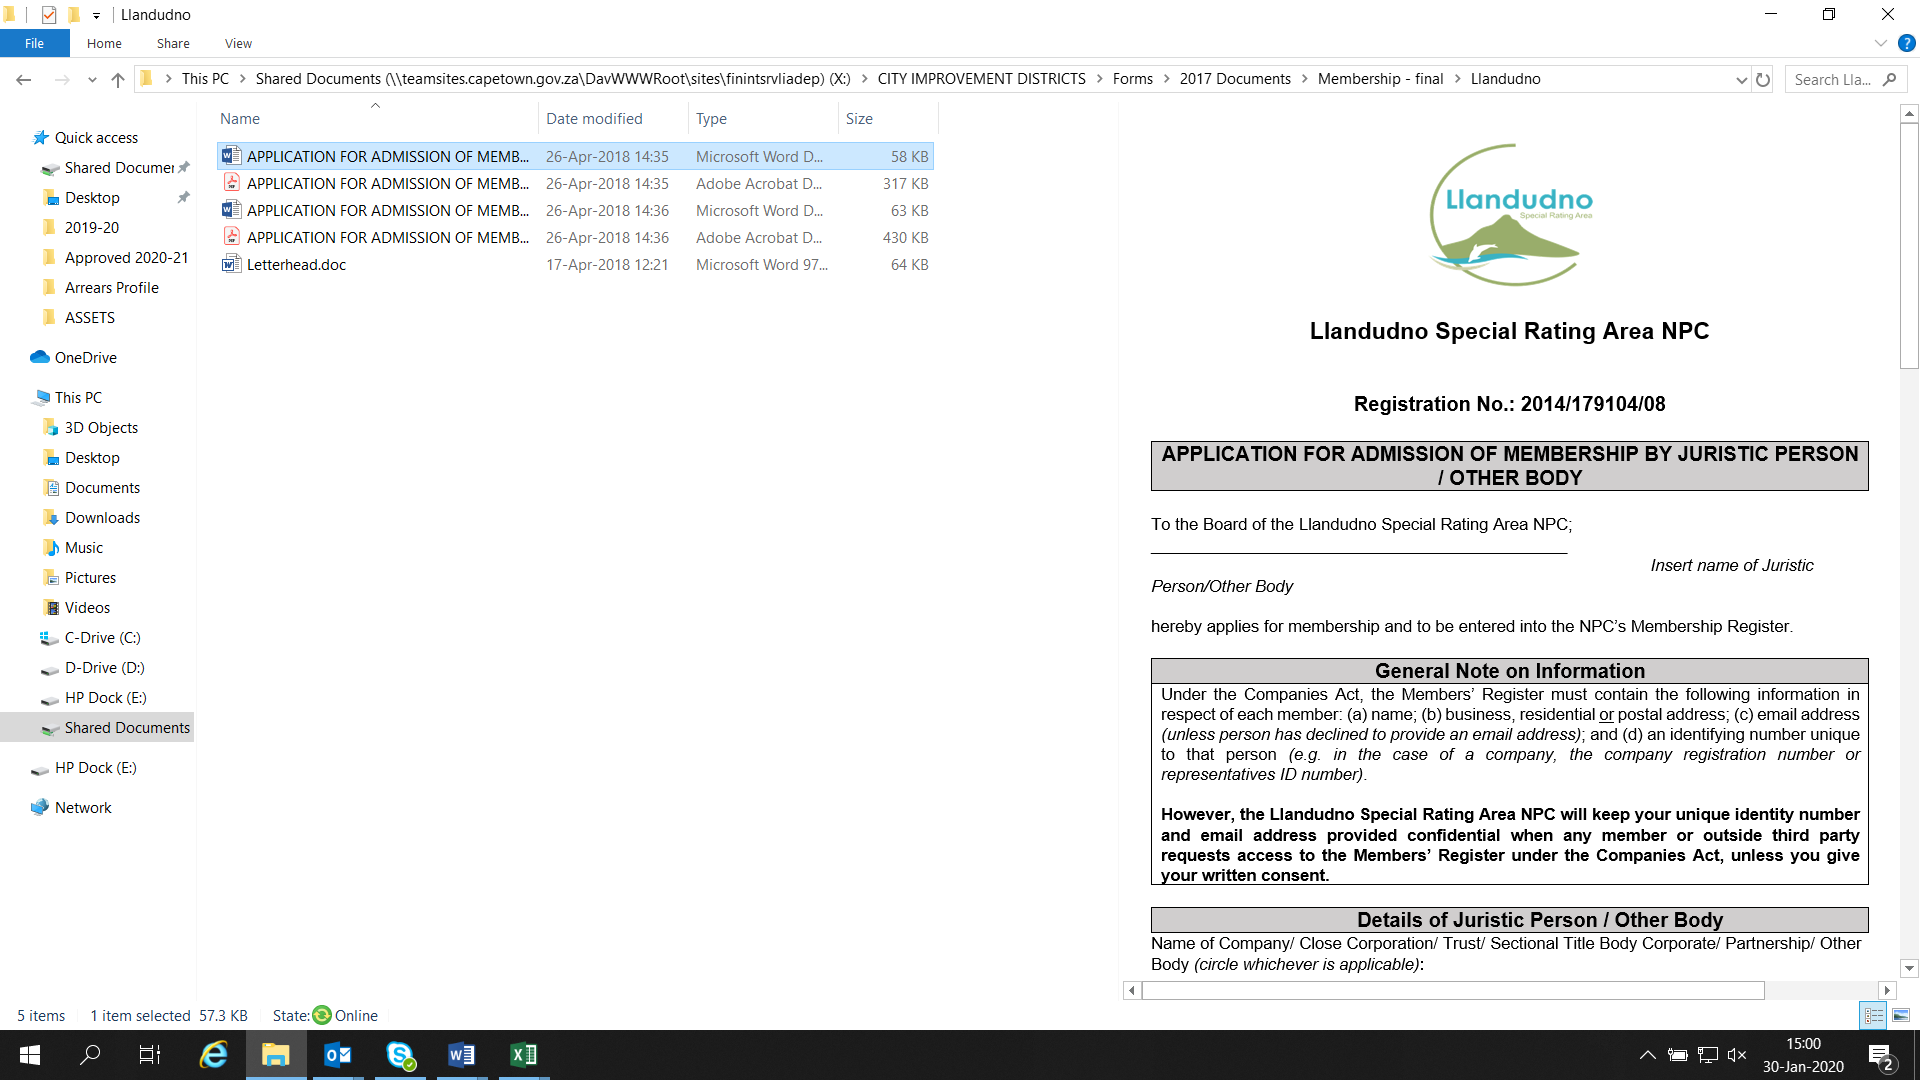 Llandudno
File Home Share View
This PC > Shared Documents (\\teamsites.capetown.gov.za\DavWWWRoot\sites\finintsrvliadep) (X:) > CITY IMPROVEMENT DISTRICTS > Forms > 2017 Documents > Membership - final > Llandudno
Search Lla...
Name Date modified Type Size
APPLICATION FOR ADMISSION OF MEMB... 26-Apr-2018 14:35 Microsoft Word D... 58 KB
APPLICATION FOR ADMISSION OF MEMB... 26-Apr-2018 14:35 Adobe Acrobat D... 317 KB
APPLICATION FOR ADMISSION OF MEMB... 26-Apr-2018 14:36 Microsoft Word D... 63 KB
APPLICATION FOR ADMISSION OF MEMB... 26-Apr-2018 14:36 Adobe Acrobat D... 430 KB
Letterhead.doc 17-Apr-2018 12:21 Microsoft Word 97... 64 KB
Quick access
Shared Documer
Desktop
2019-20
Approved 2020-21
Arrears Profile
ASSETS
OneDrive
This PC
3D Objects
Desktop
Documents
Downloads
Music
Pictures
Videos
C-Drive (C:)
D-Drive (D:)
HP Dock (E:)
Shared Documents
HP Dock (E:)
Network
Llandudno
Special Rating Area
Llandudno Special Rating Area NPC
Registration No.: 2014/179104/08
APPLICATION FOR ADMISSION OF MEMBERSHIP BY JURISTIC PERSON
/ OTHER BODY
To the Board of the Llandudno Special Rating Area NPC;
Insert name of Juristic
Person/Other Body
hereby applies for membership and to be entered into the NPC's Membership Register.
General Note on Information
Under the Companies Act, the Members' Register must contain the following information in
respect of each member: (a) name; (b) business, residential or postal address; (c) email address
(unless person has declined to provide an email address); and (d) an identifying number unique
to that person (e.g. in the case of a company, the company registration number or
representatives ID number).
However, the Llandudno Special Rating Area NPC will keep your unique identity number
and email address provided confidential when any member or outside third party
requests access to the Members' Register under the Companies Act, unless you give
your written consent.
Details of Juristic Person / Other Body
Name of Company/ Close Corporation/ Trust/ Sectional Title Body Corporate/ Partnership/ Other
Body (circle whichever is applicable):
5 items 1 item selected 57.3 KB State: Online
15:00
30-Jan-2020
2